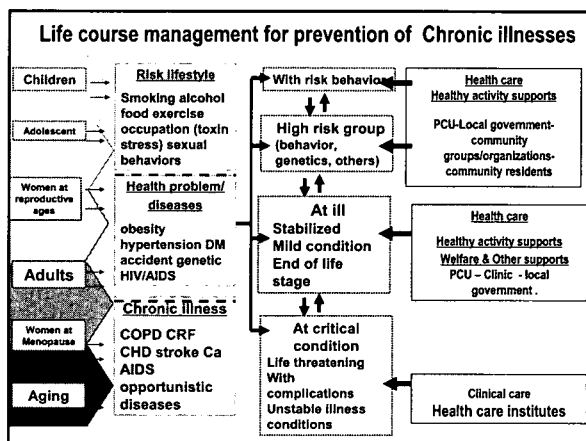 Life course management for prevention of Chronic illnesses
Children
Adolescent
Women at
reproductive ages
Adults
Women at
Menopause
Aging
Risk lifestyle
Smoking alcohol
food exercise
occupation (toxin
stress) sexual
behaviors
Health problem/
diseases
obesity
hypertension DM
accident genetic
HIV/AIDS
Chronic illness
COPD CRF
CHD stroke Ca
AIDS
opportunistic
diseases
With risk behavior
High risk group
(behavior,
genetics, others)
At ill
Stabilized
Mild condition
End of life
stage
At critical
condition
Life threatening
With
complications
Unstable illness
conditions
Health care
Healthy activity supports
PCU-Local government-
community
groups/organizations-
community residents
Health care
Healthy activity supports
Welfare & Other supports
PCU – Clinic - local
government .
Clinical care
Health care institutes